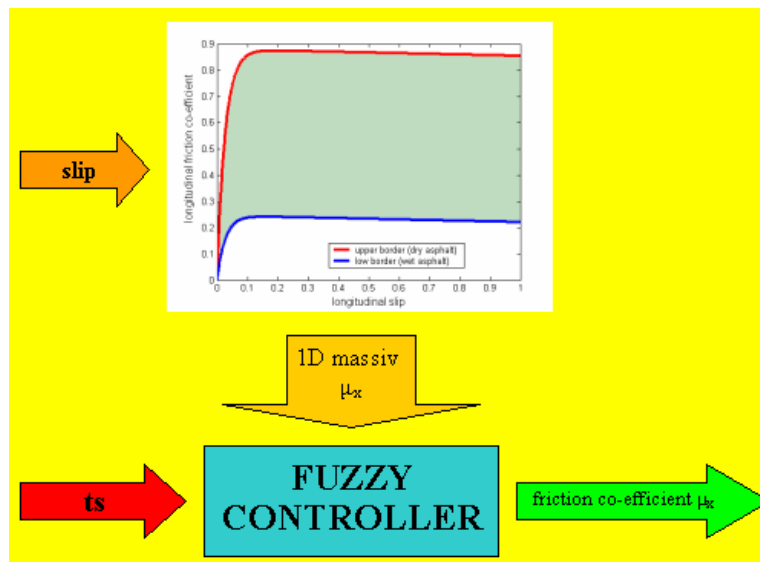 0.9
0.8
0.7
0.6
0.5
0.4
0.3
0.2
0.1
0
longitudinal friction co-efficient
upper border (dry asphalt)
low border (wet asphalt)
0 0.1 0.2 0.3 0.4 0.5 0.6 0.7 0.8 0.9 1
longitudinal slip
slip
1D massiv
μx
ts
FUZZY
CONTROLLER
friction co-efficient μx